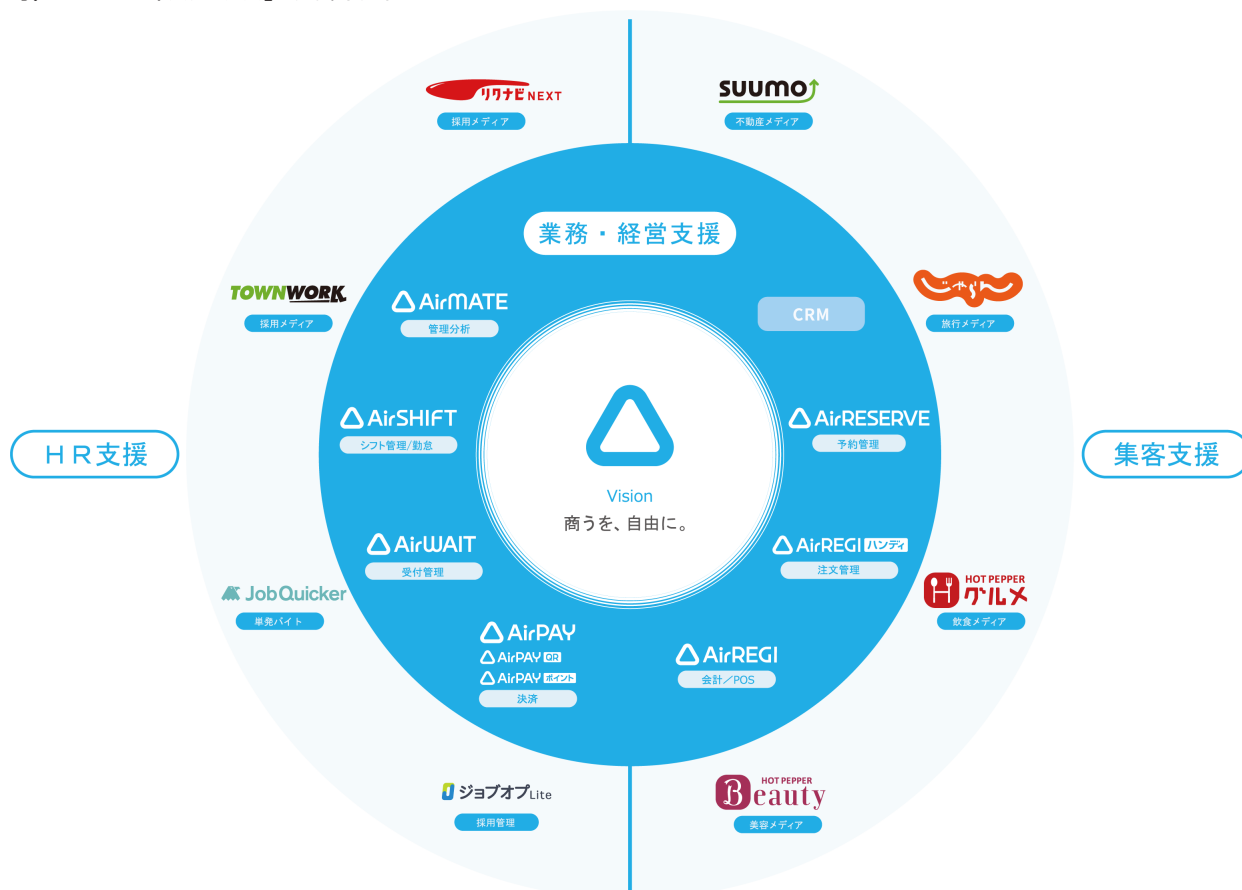 リクナビNEXT
採用メディア
SUUMO
不動産メディア
業務・経営支援
TOWNWORK
採用メディア
AirMATE
管理分析
CRM
じゃらん
旅行メディア
AirSHIFT
シフト管理/勤怠
AirRESERVE
予約管理
HR支援
集客支援
Vision
商うを、自由に。
AirWAIT
受付管理
AirREGI ハンディ
注文管理
JobQuicker
単発バイト
HOT PEPPER
グルメ
飲食メディア
AirPAY
AirPAY QR
AirPAY ポイント
決済
AirREGI
会計／POS
ジョブオプLite
採用管理
HOT PEPPER
Beauty
美容メディア